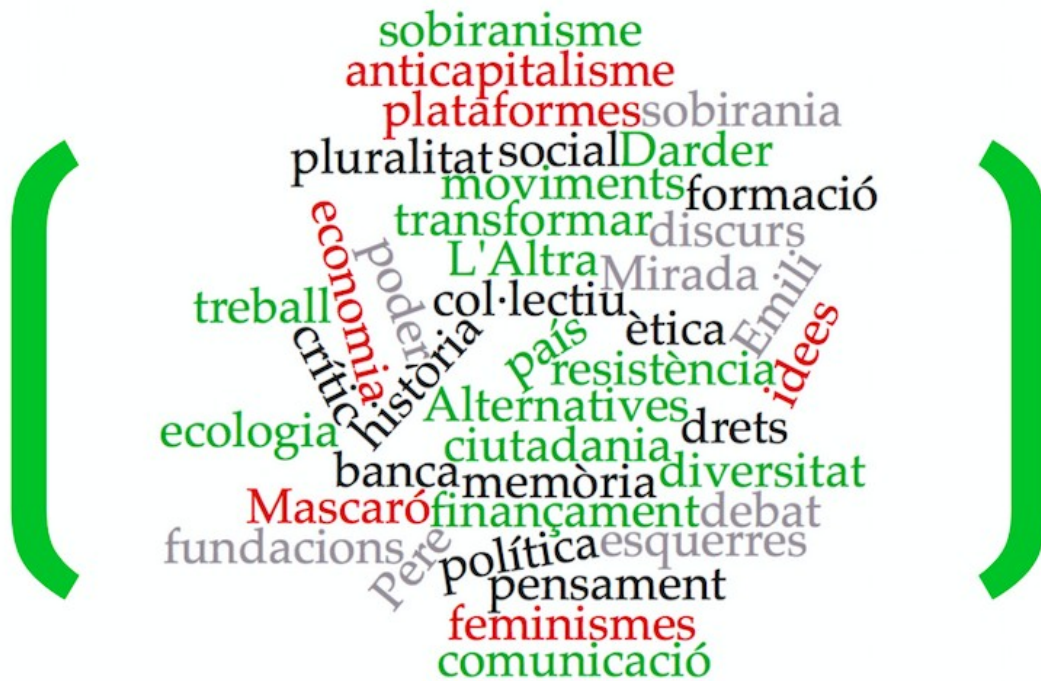 sobiranisme
anticapitalisme
plataformes sobirania
pluralitat social Darder
moviments formació
transformar discurs
economia poder L'Altra Mirada Emili
treball col·lectiu ètica idees
crític història país resistència
Alternatives drets
ecologia ciutadania
banca memòria diversitat
Mascaró finançament debat
fundacions Pere política esquerres
pensament
feminismes
comunicació